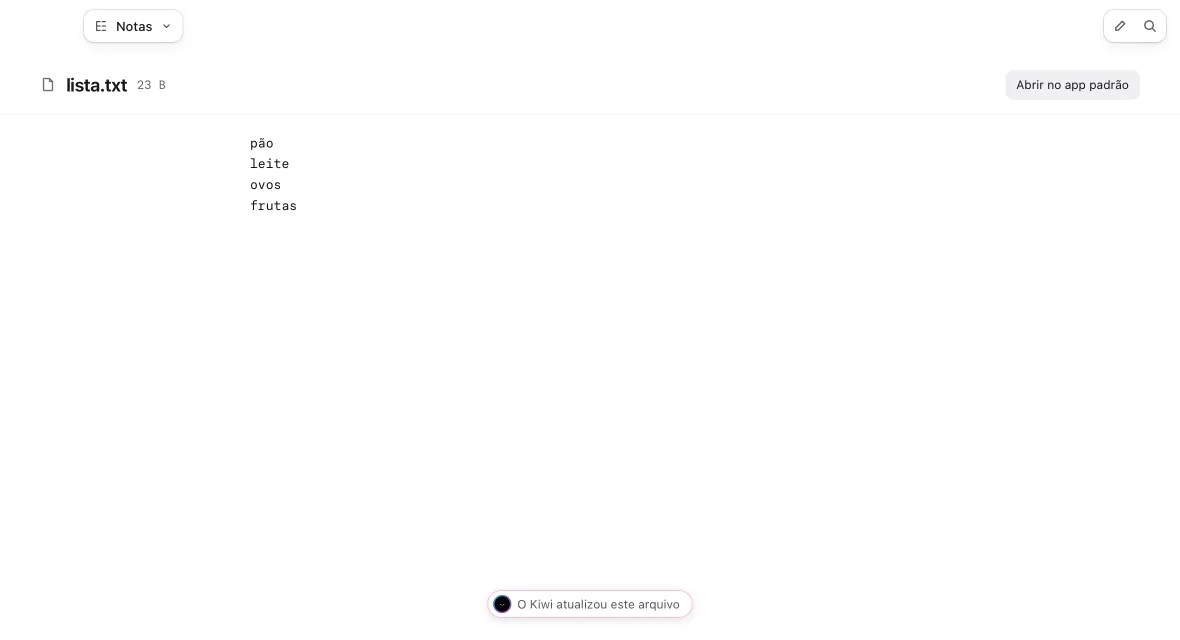 Notas
lista.txt 23 B
Abrir no app padrão
pão
leite
ovos
frutas
O Kiwi atualizou este arquivo